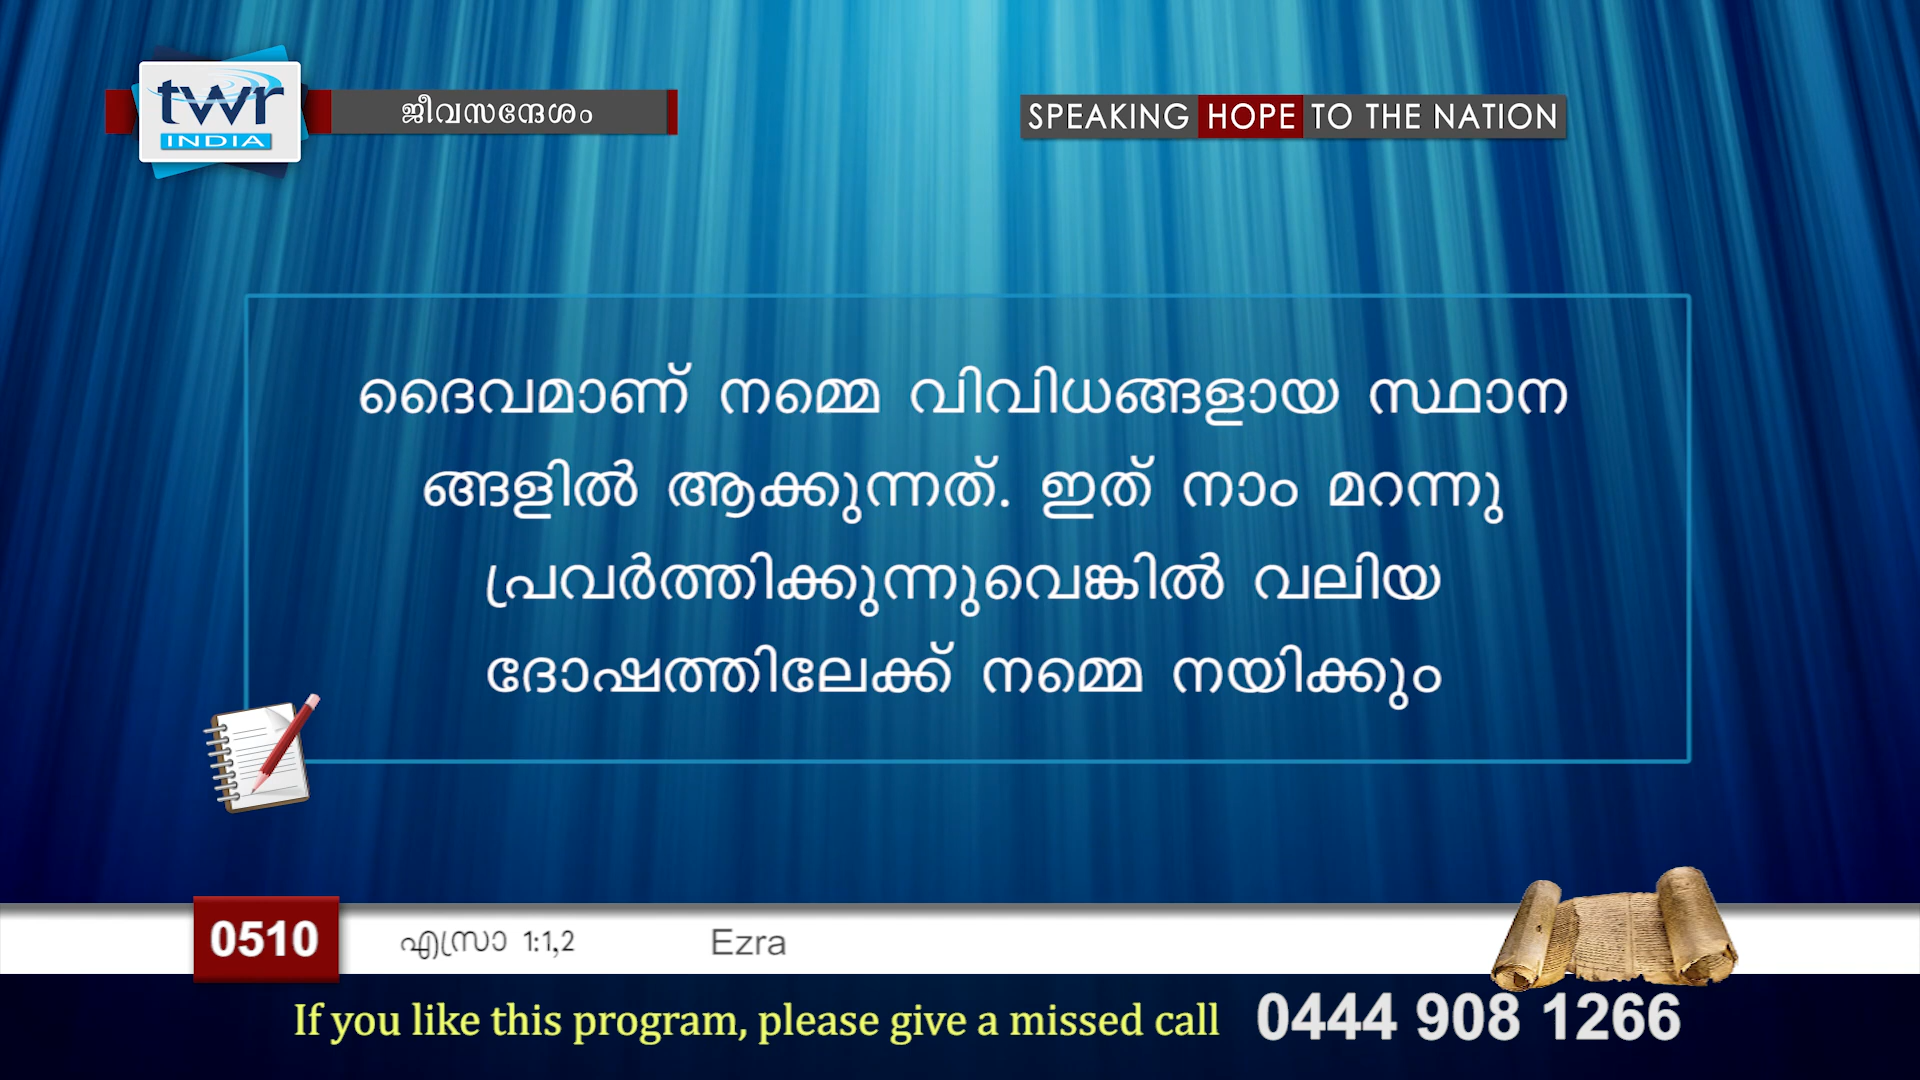 twr
INDIA
ജീവസന്ദേശം
SPEAKING HOPE TO THE NATION
ദൈവമാണ് നമ്മെ വിവിധങ്ങളായ സ്ഥാന
ങ്ങളിൽ ആക്കുന്നത്. ഇത് നാം മറന്നു
പ്രവർത്തിക്കുന്നുവെങ്കിൽ വലിയ
ദോഷത്തിലേക്ക് നമ്മെ നയിക്കും
0510 എസ്രാ 1:1,2 Ezra
If you like this program, please give a missed call 0444 908 1266